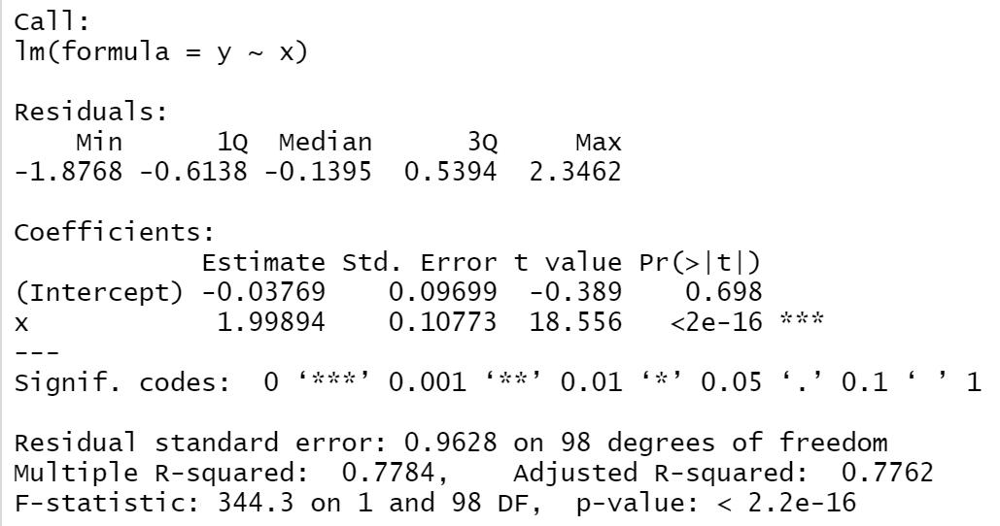 Call:
lm(formula = y ~ x)
Residuals:
    Min      1Q  Median      3Q     Max
-1.8768 -0.6138 -0.1395  0.5394  2.3462
Coefficients:
            Estimate Std. Error t value Pr(>|t|)
(Intercept) -0.03769    0.09699  -0.389    0.698
x            1.99894    0.10773  18.556   <2e-16 ***
---
Signif. codes:  0 ‘***’ 0.001 ‘**’ 0.01 ‘*’ 0.05 ‘.’ 0.1 ‘ ’ 1
Residual standard error: 0.9628 on 98 degrees of freedom
Multiple R-squared:  0.7784,    Adjusted R-squared:  0.7762
F-statistic: 344.3 on 1 and 98 DF,  p-value: < 2.2e-16